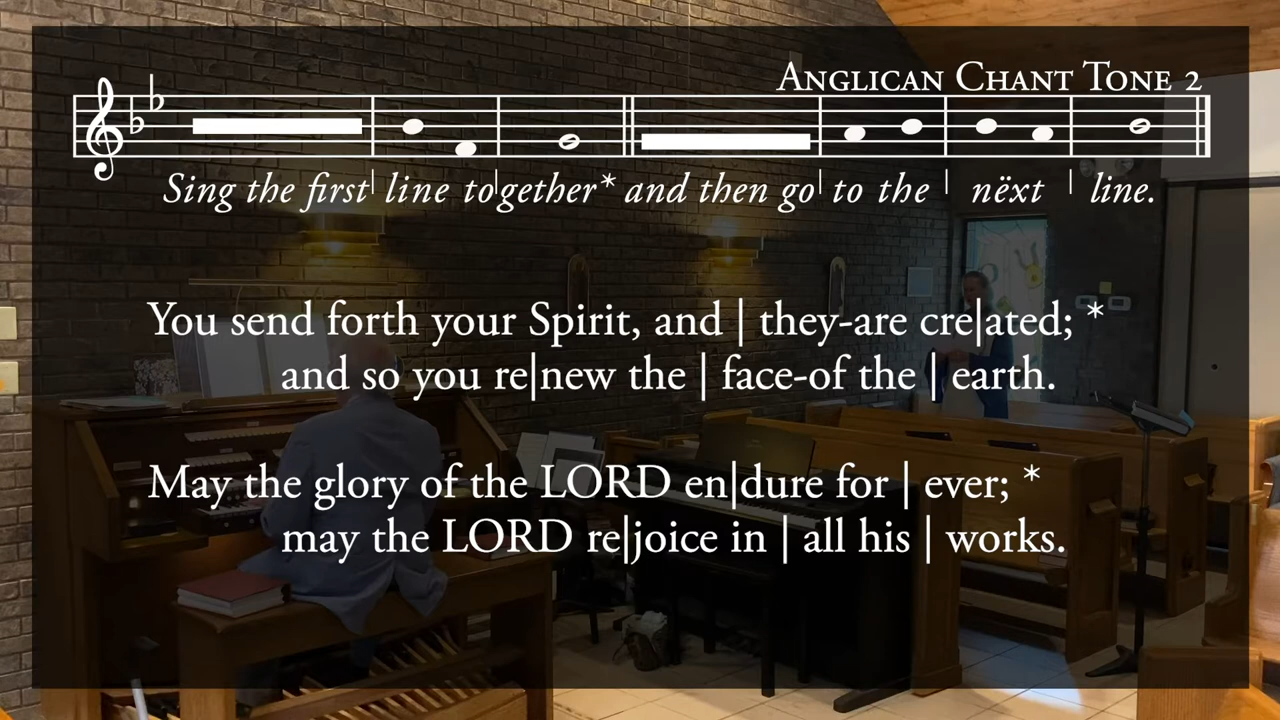 ANGLICAN CHANT TONE 2
Sing the first| line to|gether* and then go| to the | nëxt | line.
You send forth your Spirit, and | they-are cre|ated; *
and so you re|new the | face-of the | earth.
May the glory of the LORD en|dure for | ever; *
may the LORD re|joice in | all his | works.